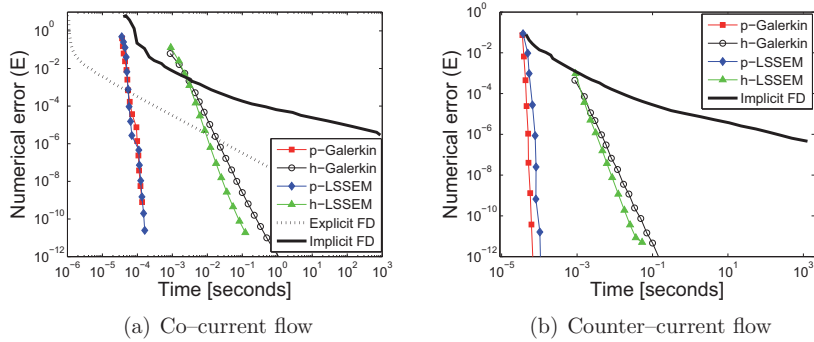 Numerical error (E)
10^0
10^-2
10^-4
10^-6
10^-8
10^-10
10^-12
p-Galerkin
h-Galerkin
p-LSSEM
h-LSSEM
Explicit FD
Implicit FD
10^-6 10^-5 10^-4 10^-3 10^-2 10^-1 10^0 10^1 10^2 10^3
Time [seconds]
(a) Co–current flow
Numerical error (E)
10^0
10^-2
10^-4
10^-6
10^-8
10^-10
10^-12
p-Galerkin
h-Galerkin
p-LSSEM
h-LSSEM
Implicit FD
10^-5 10^-3 10^-1 10^1 10^3
Time [seconds]
(b) Counter–current flow